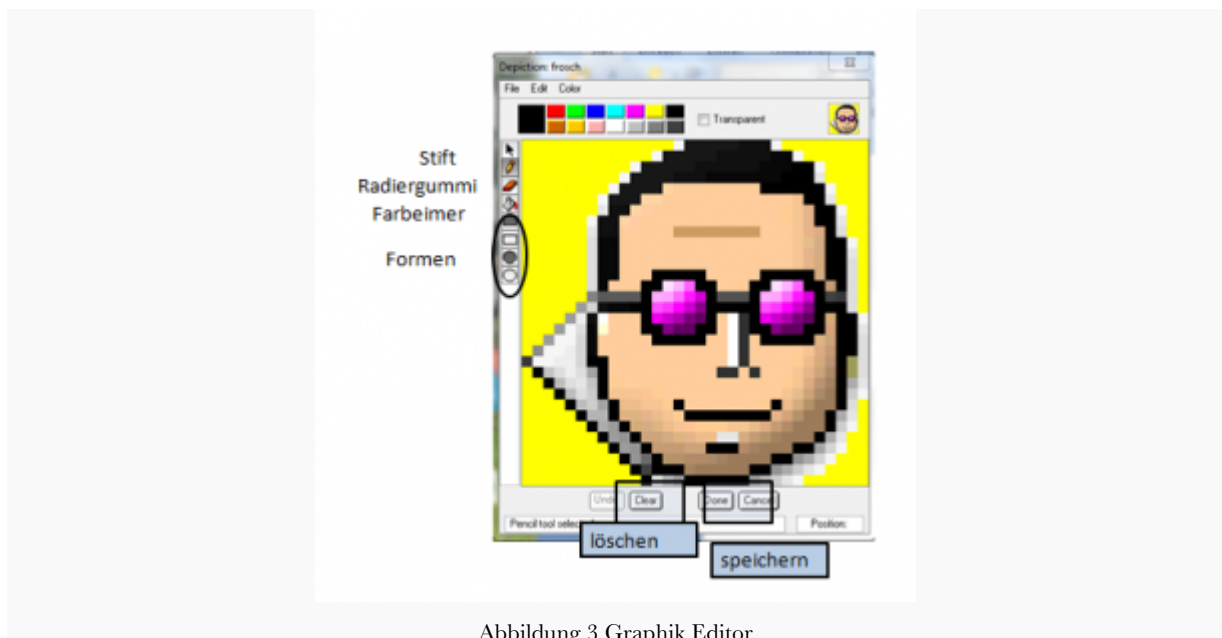 Depiction: frosch
File Edit Color
Transparent
Stift
Radiergummi
Farbeimer
Formen
Undo Clear Done Cancel
Pencil tool Position:
löschen
speichern
Abbildung 3 Graphik Editor